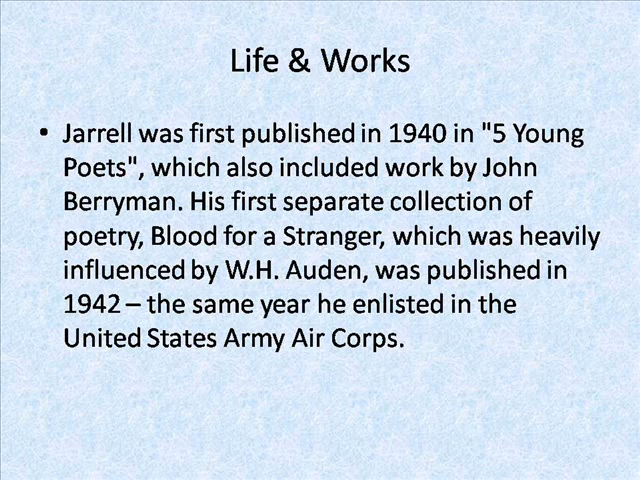 Life & Works
• Jarrell was first published in 1940 in "5 Young
Poets", which also included work by John
Berryman. His first separate collection of
poetry, Blood for a Stranger, which was heavily
influenced by W.H. Auden, was published in
1942 – the same year he enlisted in the
United States Army Air Corps.